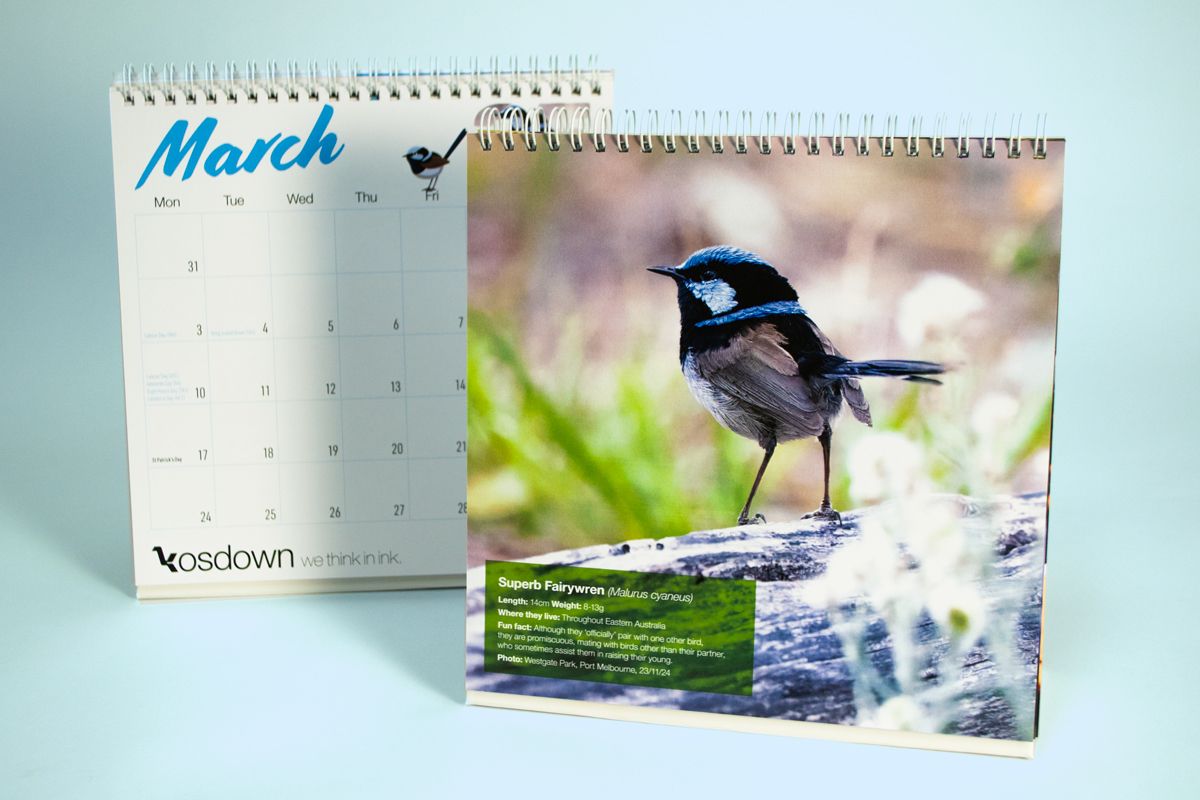 March
Mon Tue Wed Thu Fri
31
3 4 5 6 7
10 11 12 13 14
St Patrick's Day 17 18 19 20 21
24 25 26 27 28
kosdown we think in ink.
Superb Fairywren (Malurus cyaneus)
Length: 14cm Weight: 8-13g
Where they live: Throughout Eastern Australia
Fun fact: Although they 'officially' pair with one other bird,
they are promiscuous, mating with birds other than their partner,
who sometimes assist them in raising their young.
Photo: Westgate Park, Port Melbourne, 23/11/24